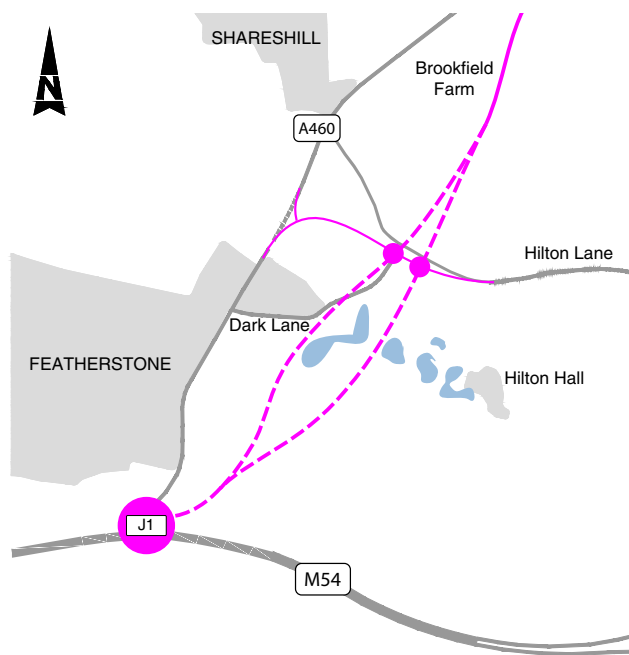 SHARESHILL
Brookfield
Farm
N
A460
Hilton Lane
Dark Lane
FEATHERSTONE
Hilton Hall
J1
M54